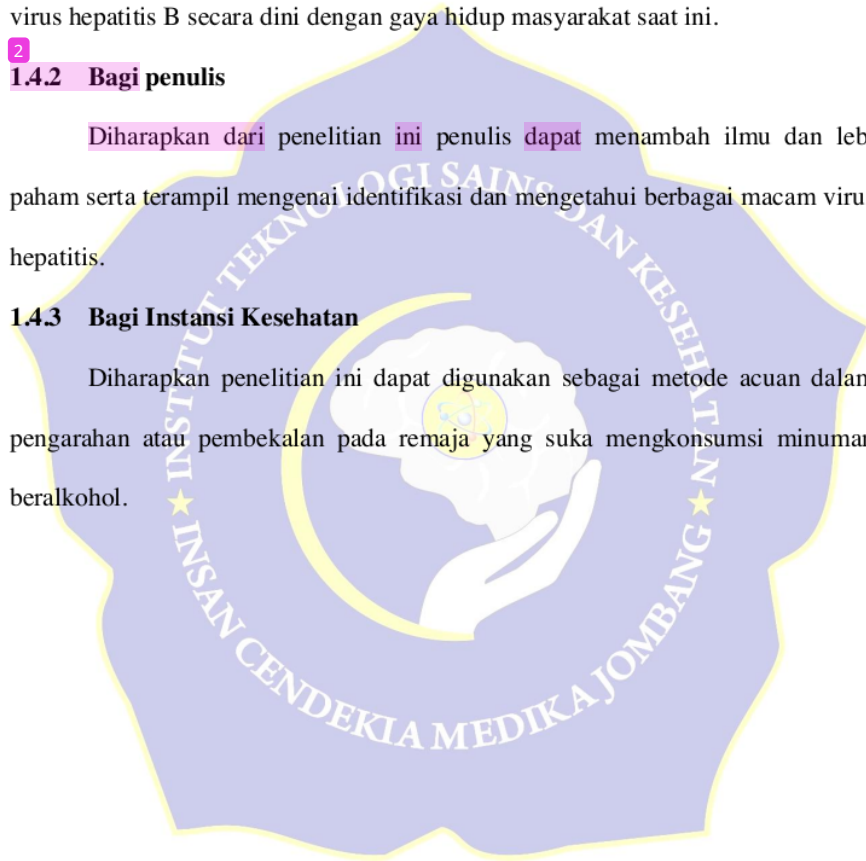 virus hepatitis B secara dini dengan gaya hidup masyarakat saat ini.
2
1.4.2 Bagi penulis
Diharapkan dari penelitian ini penulis dapat menambah ilmu dan leb
paham serta terampil mengenai identifikasi dan mengetahui berbagai macam viru
hepatitis.
1.4.3 Bagi Instansi Kesehatan
Diharapkan penelitian ini dapat digunakan sebagai metode acuan dalam
pengarahan atau pembekalan pada remaja yang suka mengkonsumsi minuman
beralkohol.
INSTITUT TEKNOLOGI SAINS DAN KESEHATAN
INSAN CENDEKIA MEDIKA JOMBANG